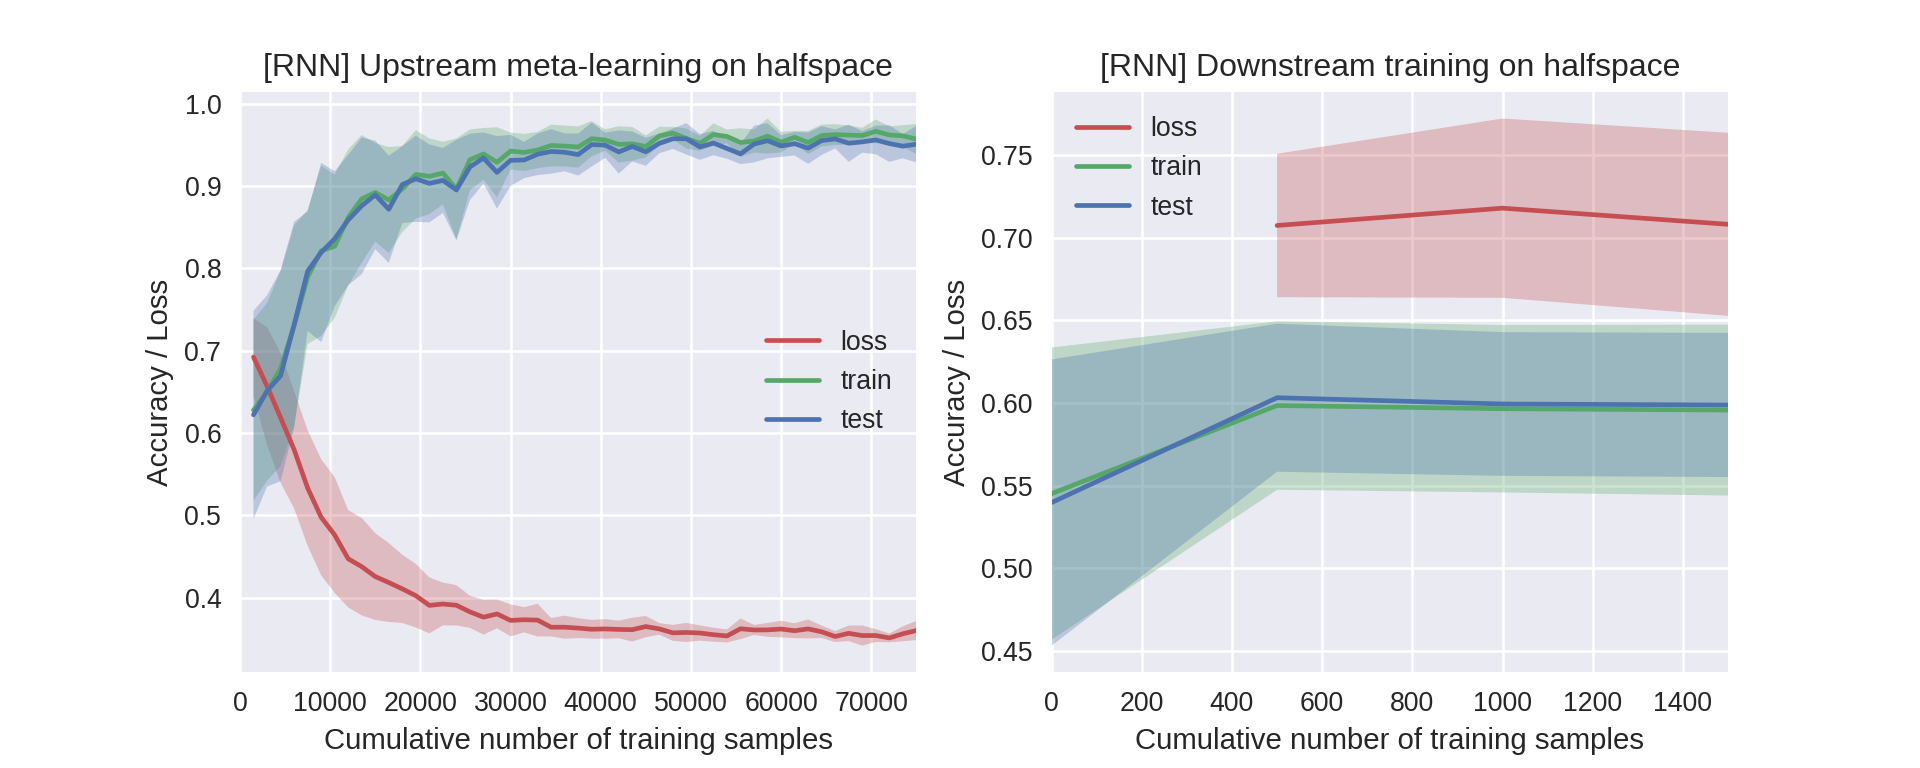 [RNN] Upstream meta-learning on halfspace
1.0
0.9
0.8
0.7
0.6
0.5
0.4
Accuracy / Loss
loss
train
test
0 10000 20000 30000 40000 50000 60000 70000
Cumulative number of training samples
[RNN] Downstream training on halfspace
loss
train
test
0.75
0.70
0.65
0.60
0.55
0.50
0.45
Accuracy / Loss
0 200 400 600 800 1000 1200 1400
Cumulative number of training samples